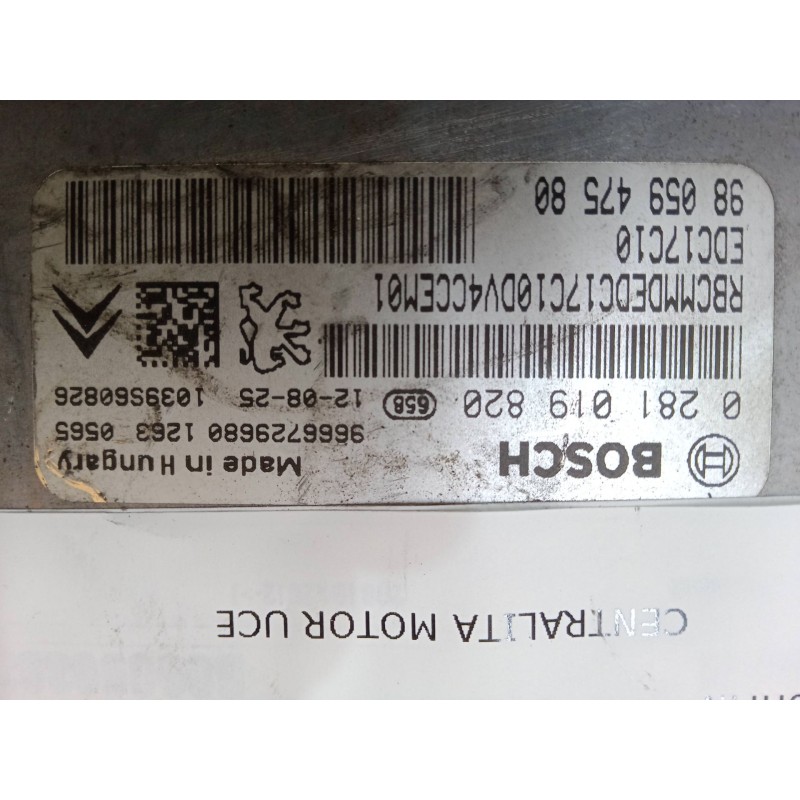 BOSCH
Made in Hungary
9666729680 1263 0565
0 281 019 820
65B
12-08-25 1039S60826
RBCMMDEDC17C10DV4CCEM01
EDC17C10
98 059 475 80
CENTRALITA MOTOR UCE